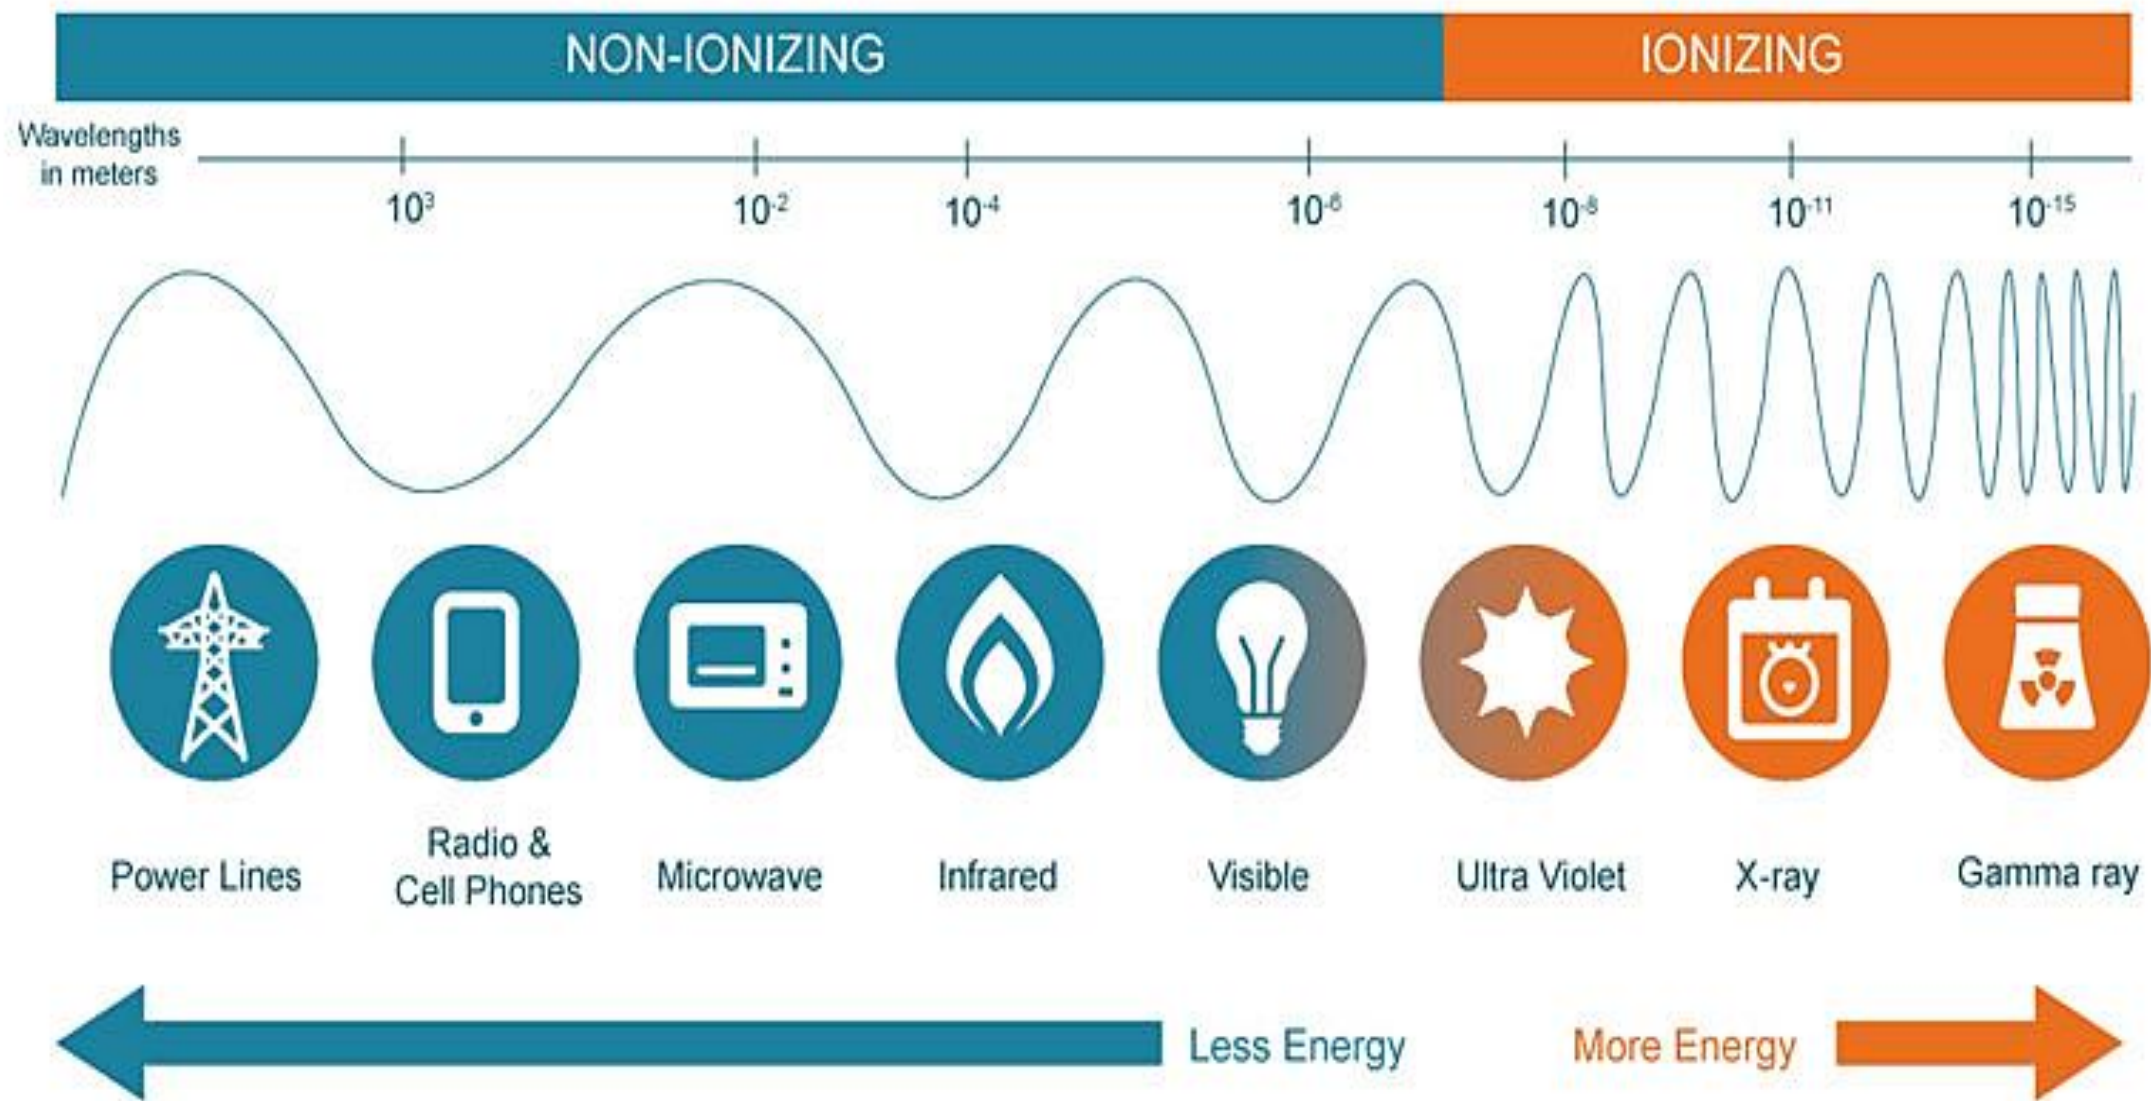 NON-IONIZING
IONIZING
Wavelengths
in meters
10³
10⁻²
10⁻⁴
10⁻⁶
10⁻⁸
10⁻¹¹
10⁻¹⁵
Power Lines
Radio &
Cell Phones
Microwave
Infrared
Visible
Ultra Violet
X-ray
Gamma ray
Less Energy
More Energy